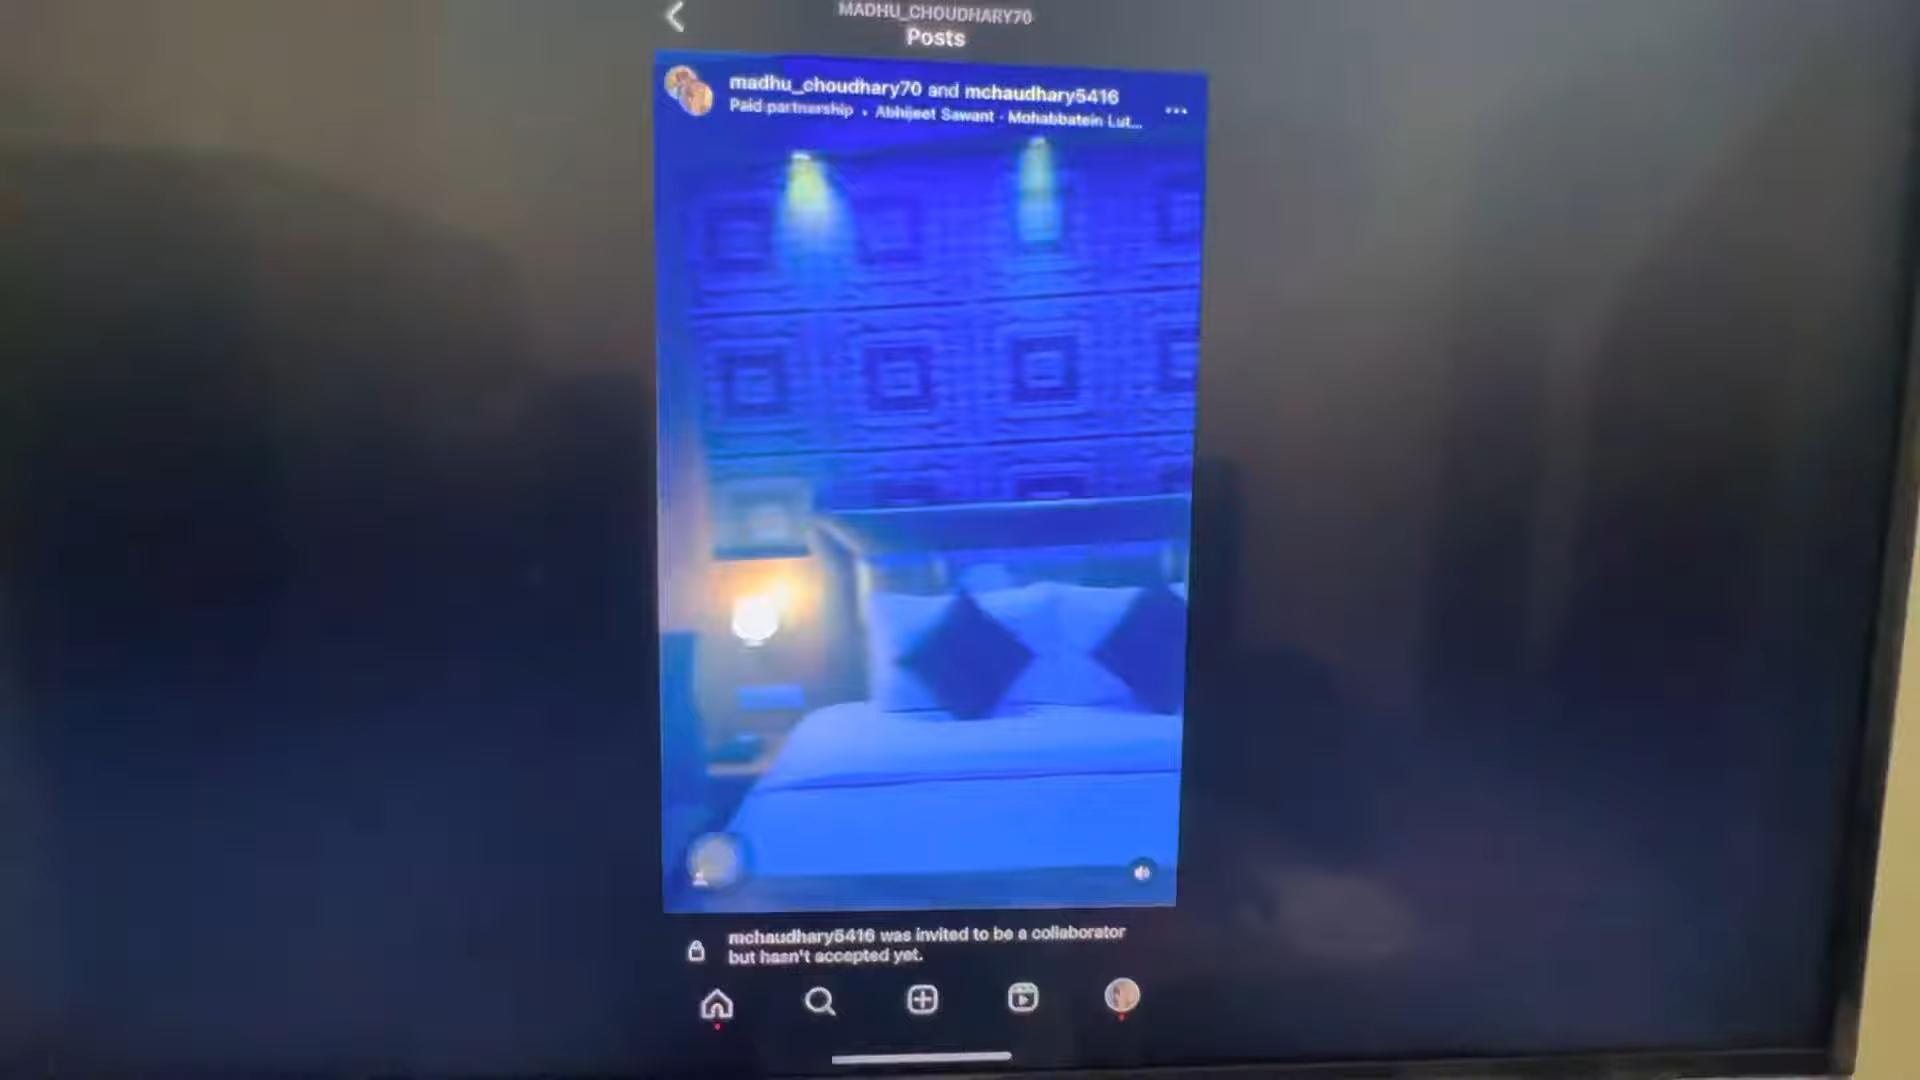 MADHU_CHOUDHARY70
Posts
madhu_choudhary70 and mchaudhary5416
Paid partnership • Abhijeet Sawant · Mohabbatein Lut...
mchaudhary5416 was invited to be a collaborator
but hasn't accepted yet.